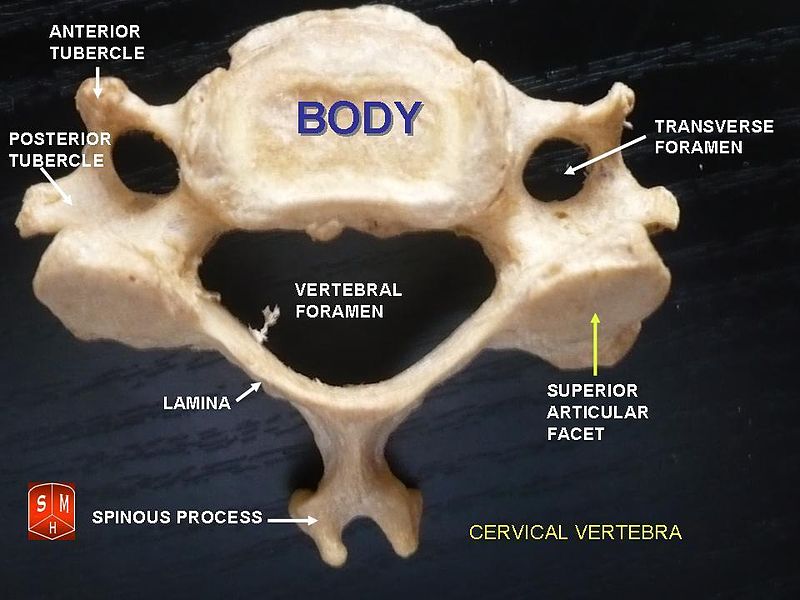 ANTERIOR
TUBERCLE
BODY
POSTERIOR
TUBERCLE
TRANSVERSE
FORAMEN
VERTEBRAL
FORAMEN
LAMINA
SUPERIOR
ARTICULAR
FACET
S M
H
SPINOUS PROCESS
CERVICAL VERTEBRA